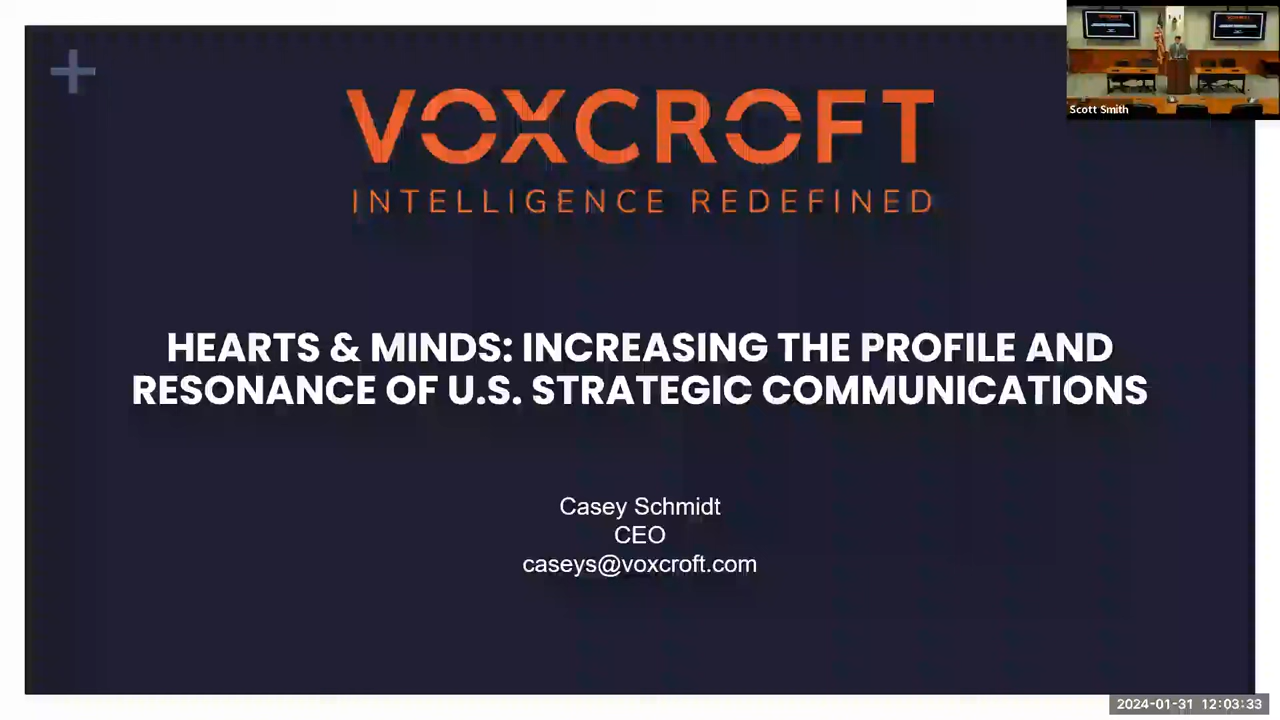 VOXCROFT
INTELLIGENCE REDEFINED
Scott Smith
HEARTS & MINDS: INCREASING THE PROFILE AND
RESONANCE OF U.S. STRATEGIC COMMUNICATIONS
Casey Schmidt
CEO
caseys@voxcroft.com
2024-01-31 12:03:33